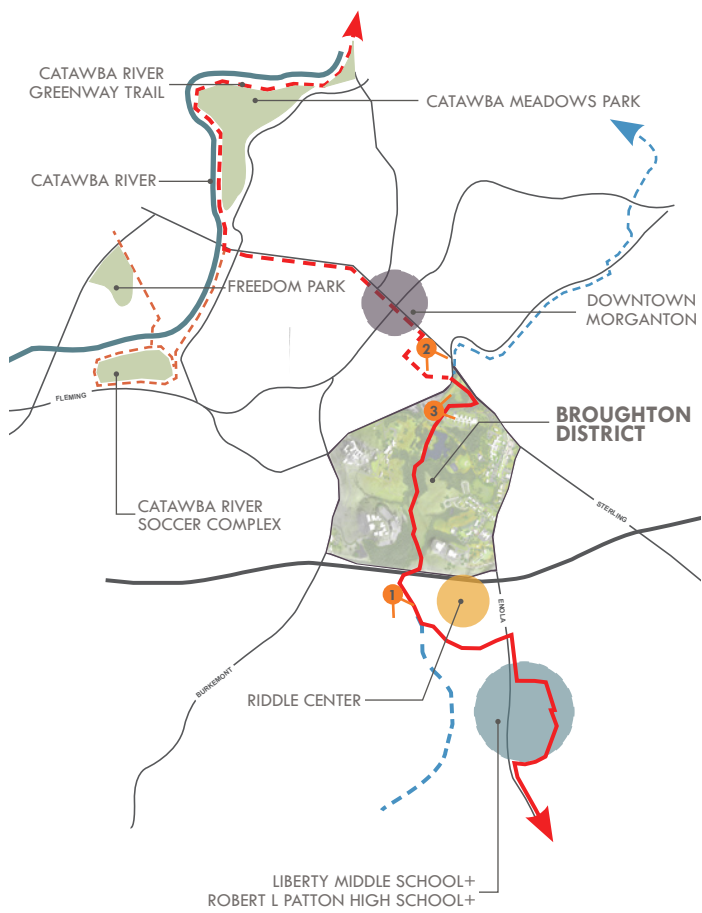 CATAWBA RIVER
GREENWAY TRAIL
CATAWBA MEADOWS PARK
CATAWBA RIVER
FREEDOM PARK
DOWNTOWN
MORGANTON
2
FLEMING
3
BROUGHTON
DISTRICT
CATAWBA RIVER
SOCCER COMPLEX
STERLING
1
ENOLA
BURKEMONT
RIDDLE CENTER
LIBERTY MIDDLE SCHOOL+
ROBERT L PATTON HIGH SCHOOL+